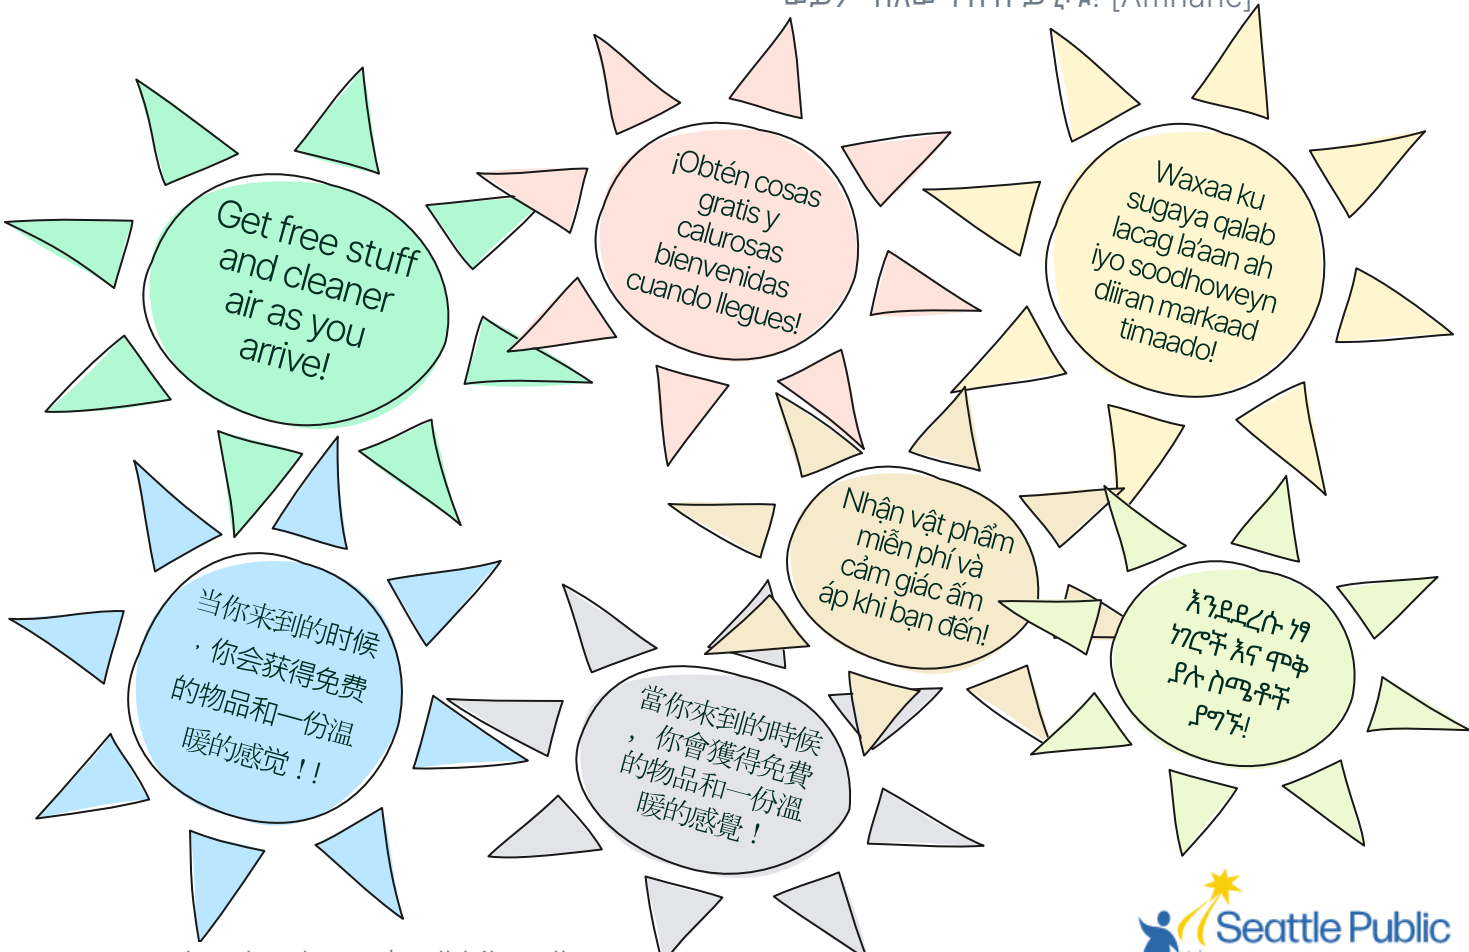 [Amharic]
Get free stuff
and cleaner
air as you
arrive!
¡Obtén cosas
gratis y
calurosas
bienvenidas
cuando llegues!
Waxaa ku
sugaya qalab
lacag la’aan ah
iyo soodhoweyn
diiran markaad
timaado!
Nhận vật phẩm
miễn phí và
cảm giác ấm
áp khi bạn đến!
እንደደረሱ ነፃ
ነገሮች እና ሞቅ
ያሉ ስሜቶች
ያግኙ!
当你来到的时候
，你会获得免费
的物品和一份温
暖的感觉！!
當你來到的時候
，你會獲得免費
的物品和一份溫
暖的感覺！
Seattle Public